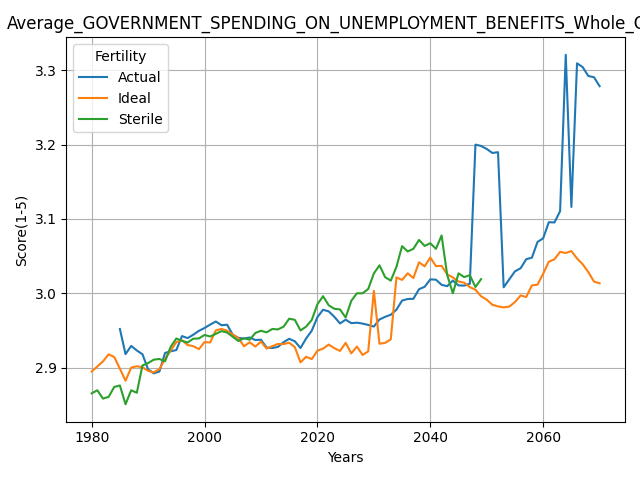 Average_GOVERNMENT_SPENDING_ON_UNEMPLOYMENT_BENEFITS_Whole_
Fertility
Actual
Ideal
Sterile
Score(1-5)
3.3
3.2
3.1
3.0
2.9
1980 2000 2020 2040 2060
Years